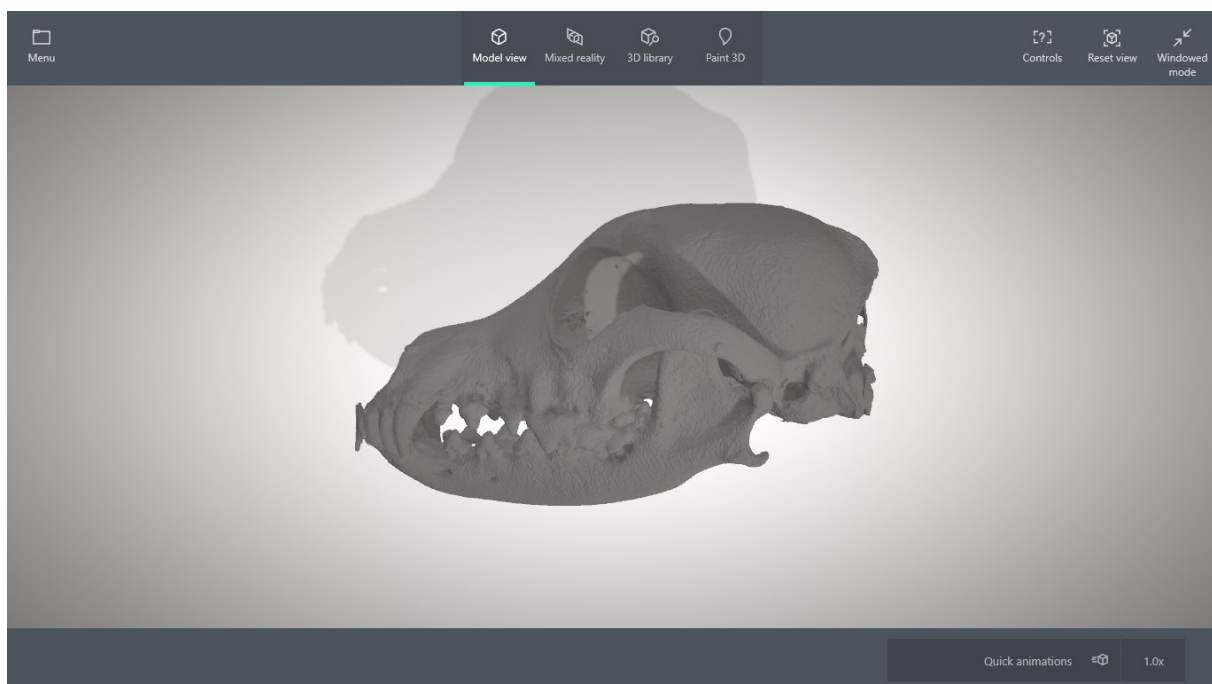 Menu
Model view
Mixed reality
3D library
Paint 3D
[?]
Controls
Reset view
Windowed
mode
Quick animations
1.0x